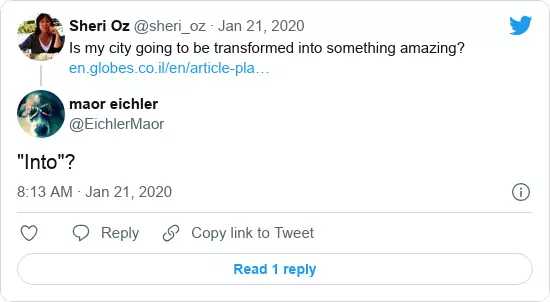 Sheri Oz @sheri_oz · Jan 21, 2020
Is my city going to be transformed into something amazing?
en.globes.co.il/en/article-pla…
maor eichler
@EichlerMaor
"Into"?
8:13 AM · Jan 21, 2020
Reply
Copy link to Tweet
Read 1 reply